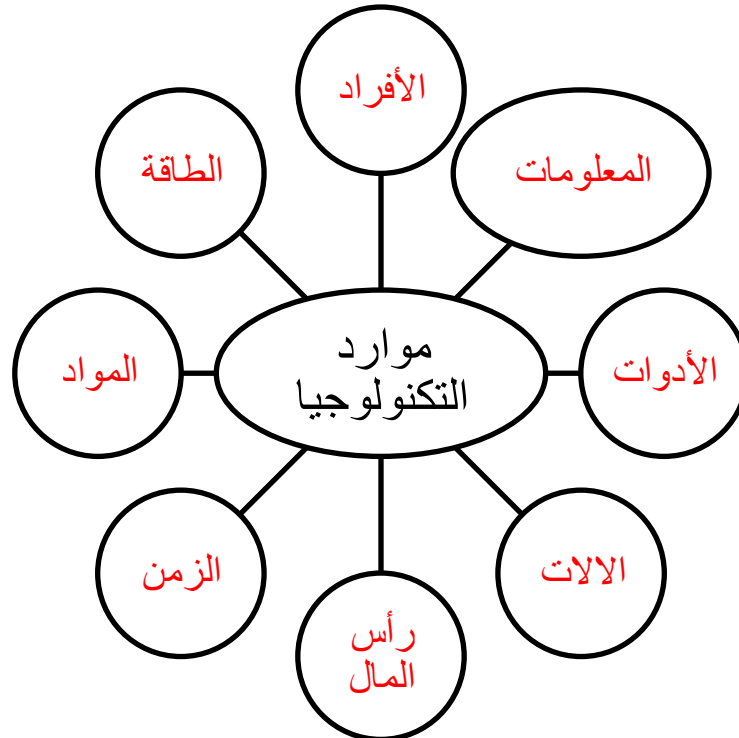 الأفراد
المعلومات
الطاقة
موارد
التكنولوجيا
الأدوات
المواد
الالات
الزمن
رأس
المال